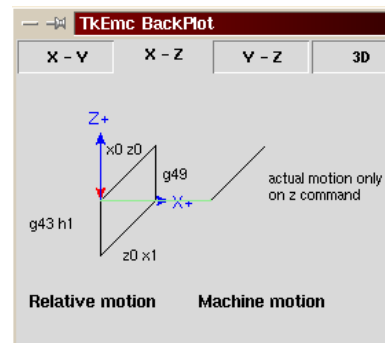 TkEmc BackPlot
X - Y X - Z Y - Z 3D
Z+
x0 z0
g49
actual motion only
on z command
X+
g43 h1
z0 x1
Relative motion Machine motion